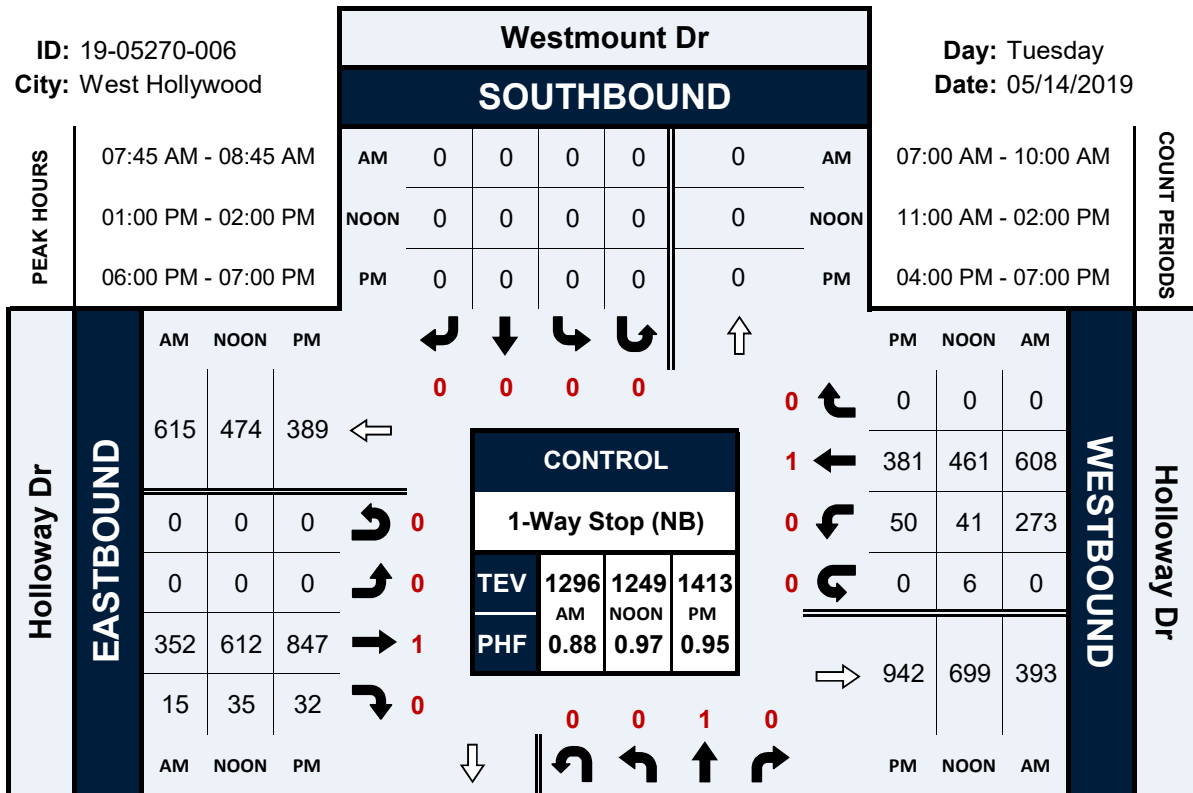 Westmount Dr
ID: 19-05270-006
Day: Tuesday
City: West Hollywood
Date: 05/14/2019
SOUTHBOUND
PEAK HOURS
07:45 AM - 08:45 AM
01:00 PM - 02:00 PM
06:00 PM - 07:00 PM
AM 0 0 0 0 0 AM
NOON 0 0 0 0 0 NOON
PM 0 0 0 0 0 PM
07:00 AM - 10:00 AM
11:00 AM - 02:00 PM
04:00 PM - 07:00 PM
COUNT PERIODS
0 0 0 0
Holloway Dr
EASTBOUND
AM NOON PM
615 474 389
0 0 0 0
0 0 0 0
352 612 847 1
15 35 32 0
AM NOON PM
CONTROL
1-Way Stop (NB)
TEV 1296 1249 1413
AM NOON PM
PHF 0.88 0.97 0.95
PM NOON AM
0 0 0 0
1 381 461 608
0 50 41 273
0 0 6 0
942 699 393
PM NOON AM
WESTBOUND
Holloway Dr
0 0 1 0